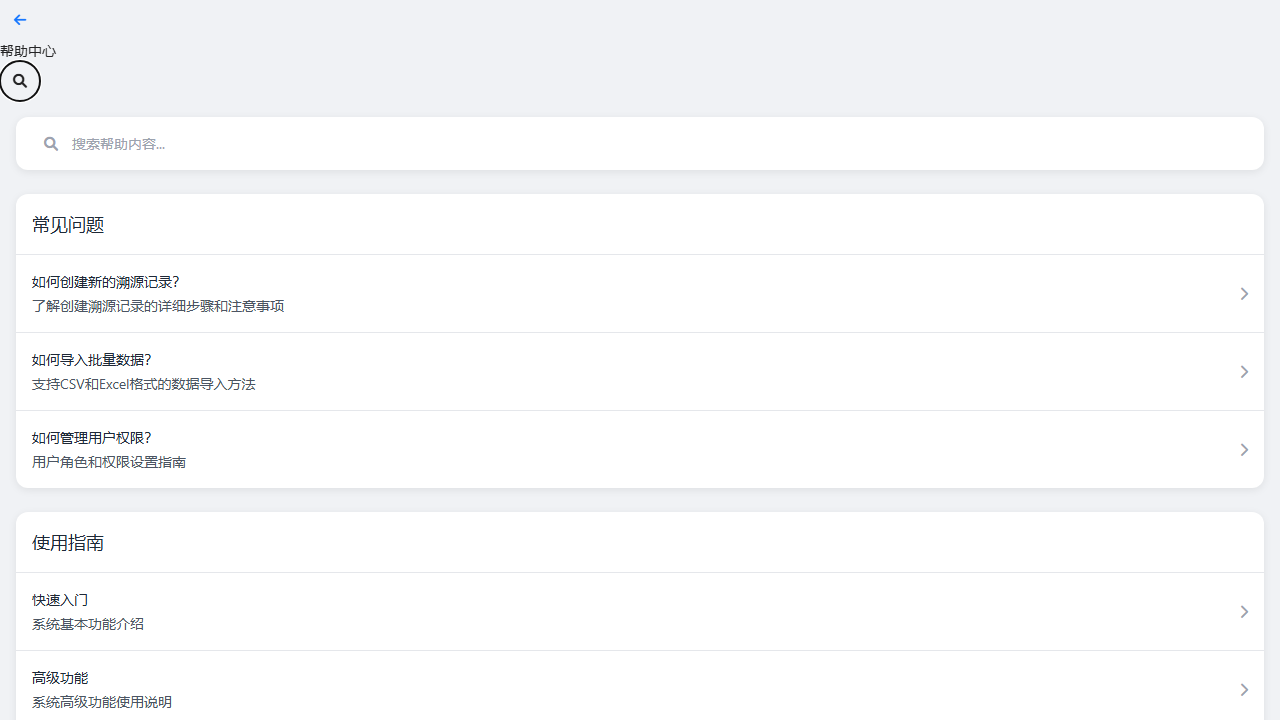 帮助中心
搜索帮助内容...
常见问题
如何创建新的溯源记录?
了解创建溯源记录的详细步骤和注意事项
如何导入批量数据?
支持CSV和Excel格式的数据导入方法
如何管理用户权限?
用户角色和权限设置指南
使用指南
快速入门
系统基本功能介绍
高级功能
系统高级功能使用说明